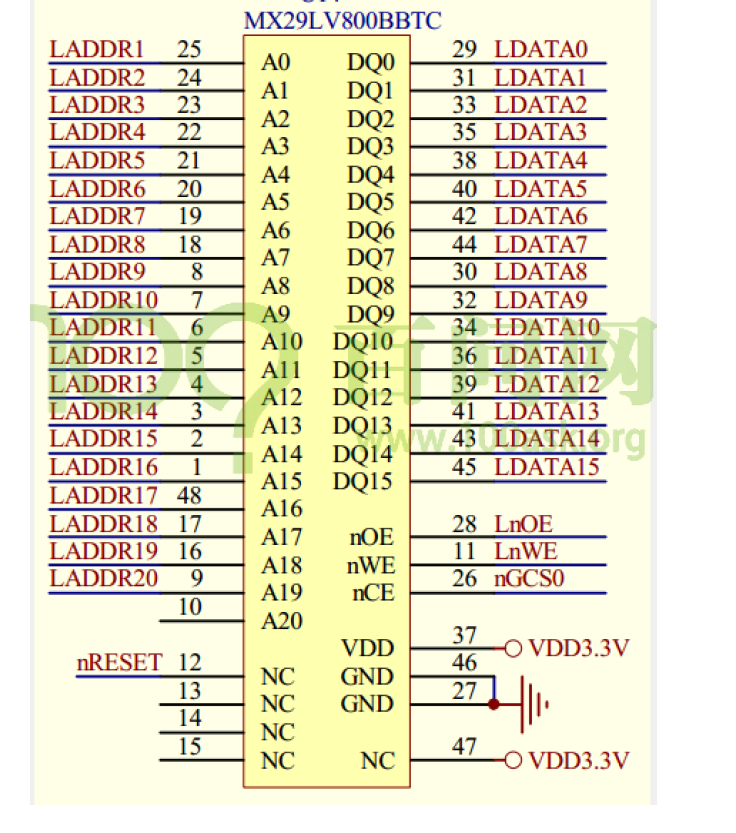 MX29LV800BBTC
LADDR1 25 A0 DQ0 29 LDATA0
LADDR2 24 A1 DQ1 31 LDATA1
LADDR3 23 A2 DQ2 33 LDATA2
LADDR4 22 A3 DQ3 35 LDATA3
LADDR5 21 A4 DQ4 38 LDATA4
LADDR6 20 A5 DQ5 40 LDATA5
LADDR7 19 A6 DQ6 42 LDATA6
LADDR8 18 A7 DQ7 44 LDATA7
LADDR9 8 A8 DQ8 30 LDATA8
LADDR10 7 A9 DQ9 32 LDATA9
LADDR11 6 A10 DQ10 34 LDATA10
LADDR12 5 A11 DQ11 36 LDATA11
LADDR13 4 A12 DQ12 39 LDATA12
LADDR14 3 A13 DQ13 41 LDATA13
LADDR15 2 A14 DQ14 43 LDATA14
LADDR16 1 A15 DQ15 45 LDATA15
LADDR17 48 A16
LADDR18 17 A17 nOE 28 LnOE
LADDR19 16 A18 nWE 11 LnWE
LADDR20 9 A19 nCE 26 nGCS0
10 A20
VDD 37 VDD3.3V
nRESET 12 NC GND 46
13 NC GND 27
14 NC
15 NC NC 47 VDD3.3V
100? 百问网
www.100ask.org